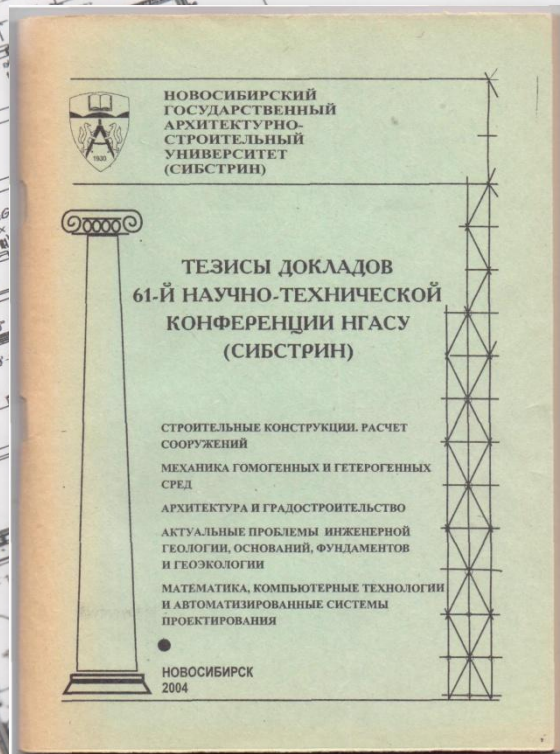 НОВОСИБИРСКИЙ
ГОСУДАРСТВЕННЫЙ
АРХИТЕКТУРНО-
СТРОИТЕЛЬНЫЙ
УНИВЕРСИТЕТ
(СИБСТРИН)
1930
ТЕЗИСЫ ДОКЛАДОВ
61-Й НАУЧНО-ТЕХНИЧЕСКОЙ
КОНФЕРЕНЦИИ НГАСУ
(СИБСТРИН)
СТРОИТЕЛЬНЫЕ КОНСТРУКЦИИ. РАСЧЕТ
СООРУЖЕНИЙ
МЕХАНИКА ГОМОГЕННЫХ И ГЕТЕРОГЕННЫХ
СРЕД
АРХИТЕКТУРА И ГРАДОСТРОИТЕЛЬСТВО
АКТУАЛЬНЫЕ ПРОБЛЕМЫ ИНЖЕНЕРНОЙ
ГЕОЛОГИИ, ОСНОВАНИЙ, ФУНДАМЕНТОВ
И ГЕОЭКОЛОГИИ
МАТЕМАТИКА, КОМПЬЮТЕРНЫЕ ТЕХНОЛОГИИ
И АВТОМАТИЗИРОВАННЫЕ СИСТЕМЫ
ПРОЕКТИРОВАНИЯ
НОВОСИБИРСК
2004